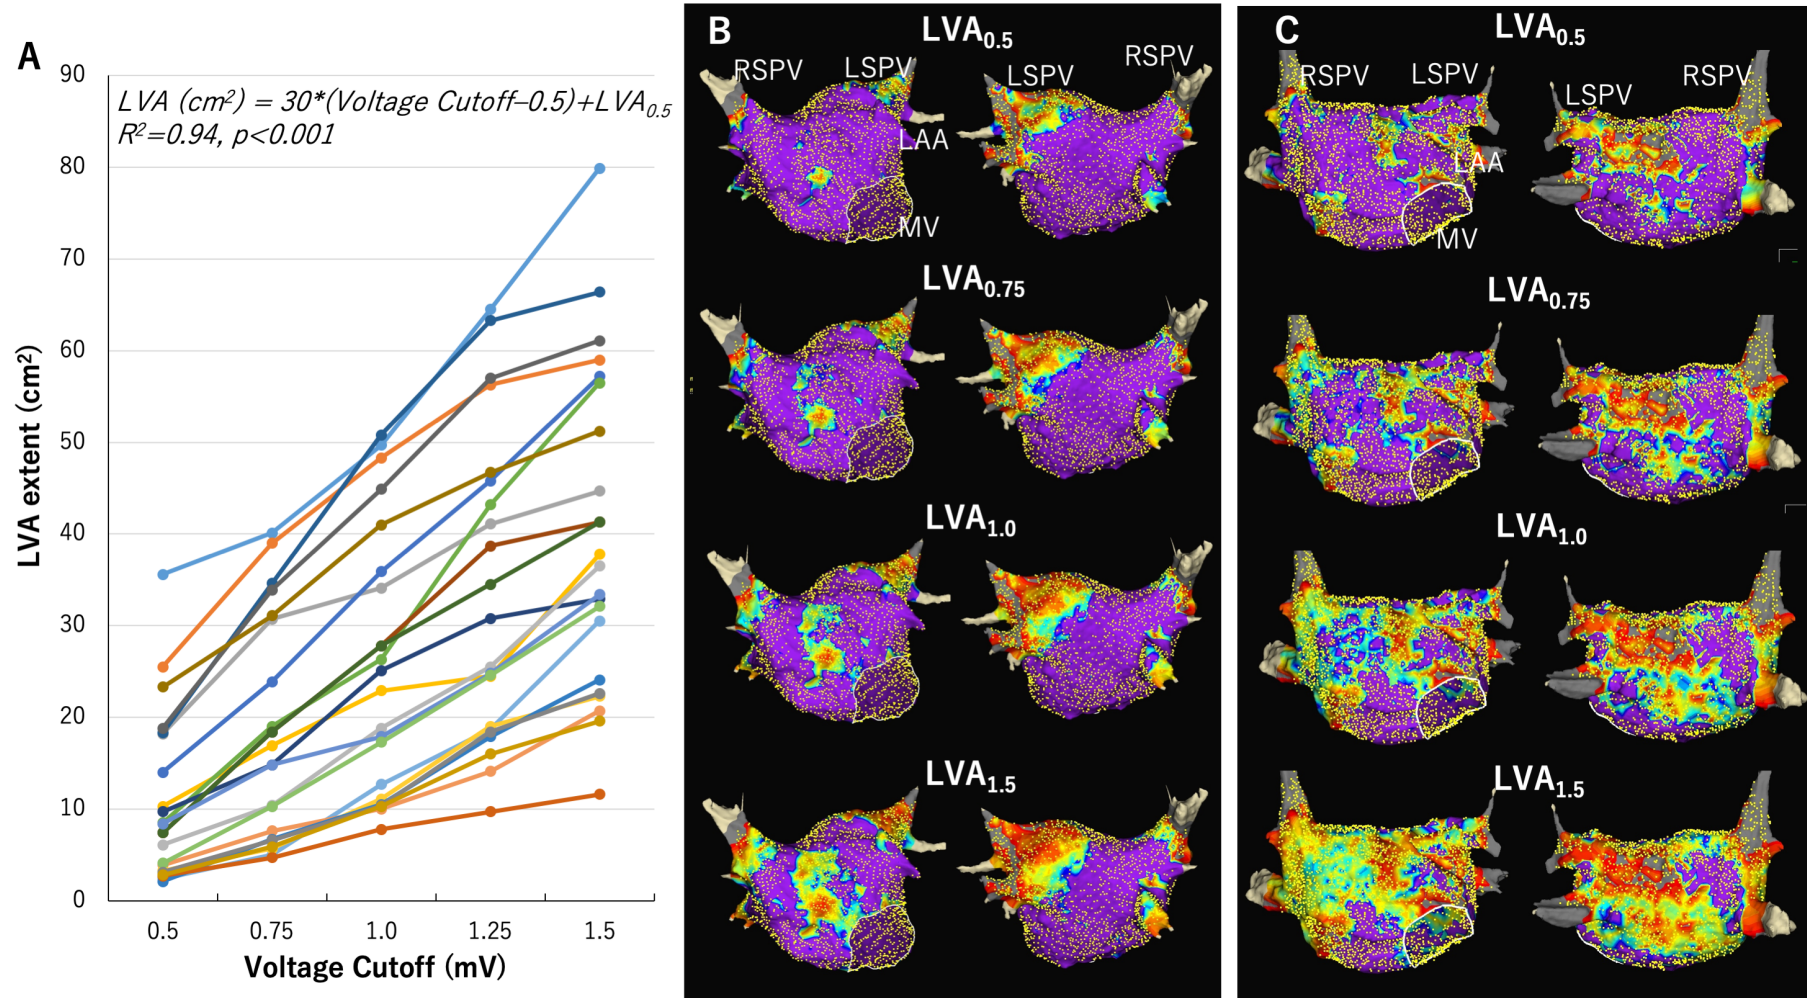 A
LVA (cm²) = 30*(Voltage Cutoff–0.5)+LVA₀.₅
R²=0.94, p<0.001
LVA extent (cm²)
90
80
70
60
50
40
30
20
10
0
0.5 0.75 1.0 1.25 1.5
Voltage Cutoff (mV)
B
LVA₀.₅
RSPV LSPV LSPV RSPV
LAA
MV
LVA₀.₇₅
LVA₁.₀
LVA₁.₅
C
LVA₀.₅
RSPV LSPV LSPV RSPV
LAA
MV
LVA₀.₇₅
LVA₁.₀
LVA₁.₅